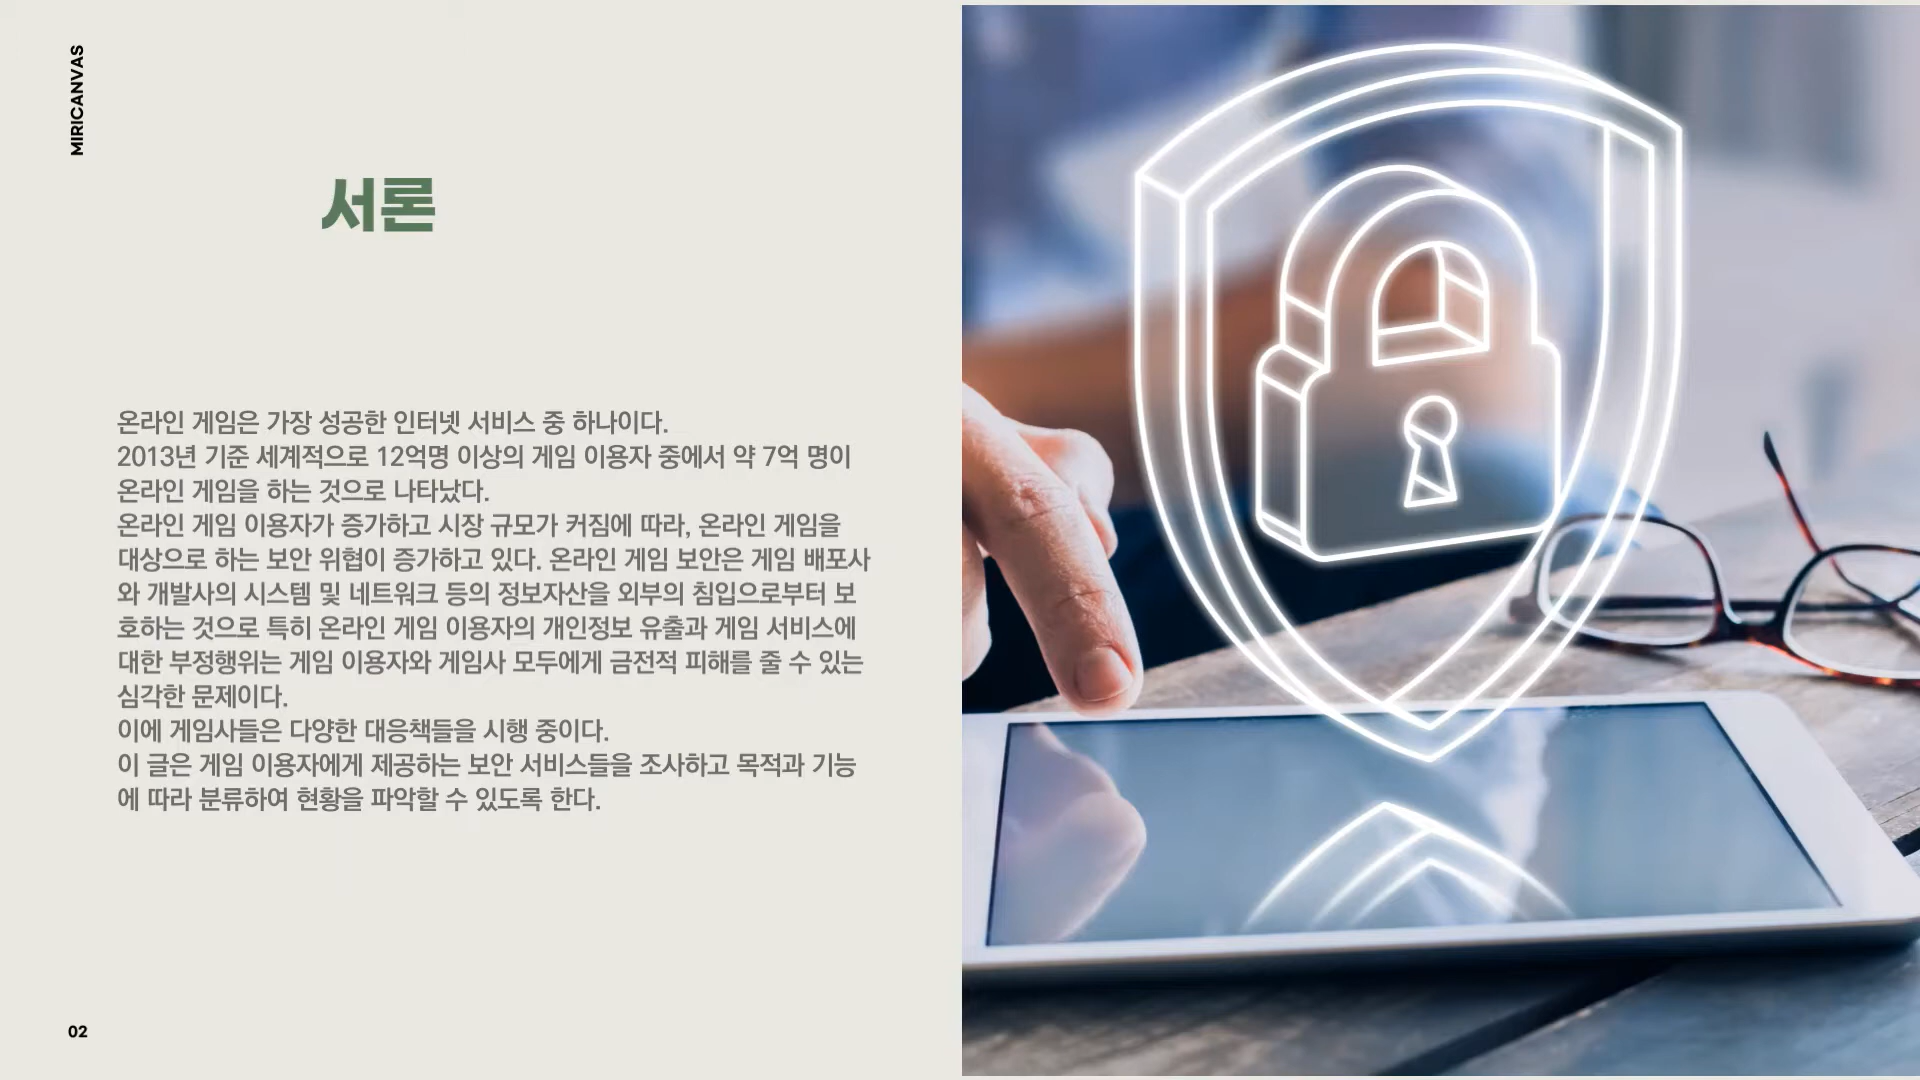 MIRICANVAS
서론
온라인 게임은 가장 성공한 인터넷 서비스 중 하나이다.
2013년 기준 세계적으로 12억명 이상의 게임 이용자 중에서 약 7억 명이
온라인 게임을 하는 것으로 나타났다.
온라인 게임 이용자가 증가하고 시장 규모가 커짐에 따라, 온라인 게임을
대상으로 하는 보안 위협이 증가하고 있다. 온라인 게임 보안은 게임 배포사
와 개발사의 시스템 및 네트워크 등의 정보자산을 외부의 침입으로부터 보
호하는 것으로 특히 온라인 게임 이용자의 개인정보 유출과 게임 서비스에
대한 부정행위는 게임 이용자와 게임사 모두에게 금전적 피해를 줄 수 있는
심각한 문제이다.
이에 게임사들은 다양한 대응책들을 시행 중이다.
이 글은 게임 이용자에게 제공하는 보안 서비스들을 조사하고 목적과 기능
에 따라 분류하여 현황을 파악할 수 있도록 한다.
02